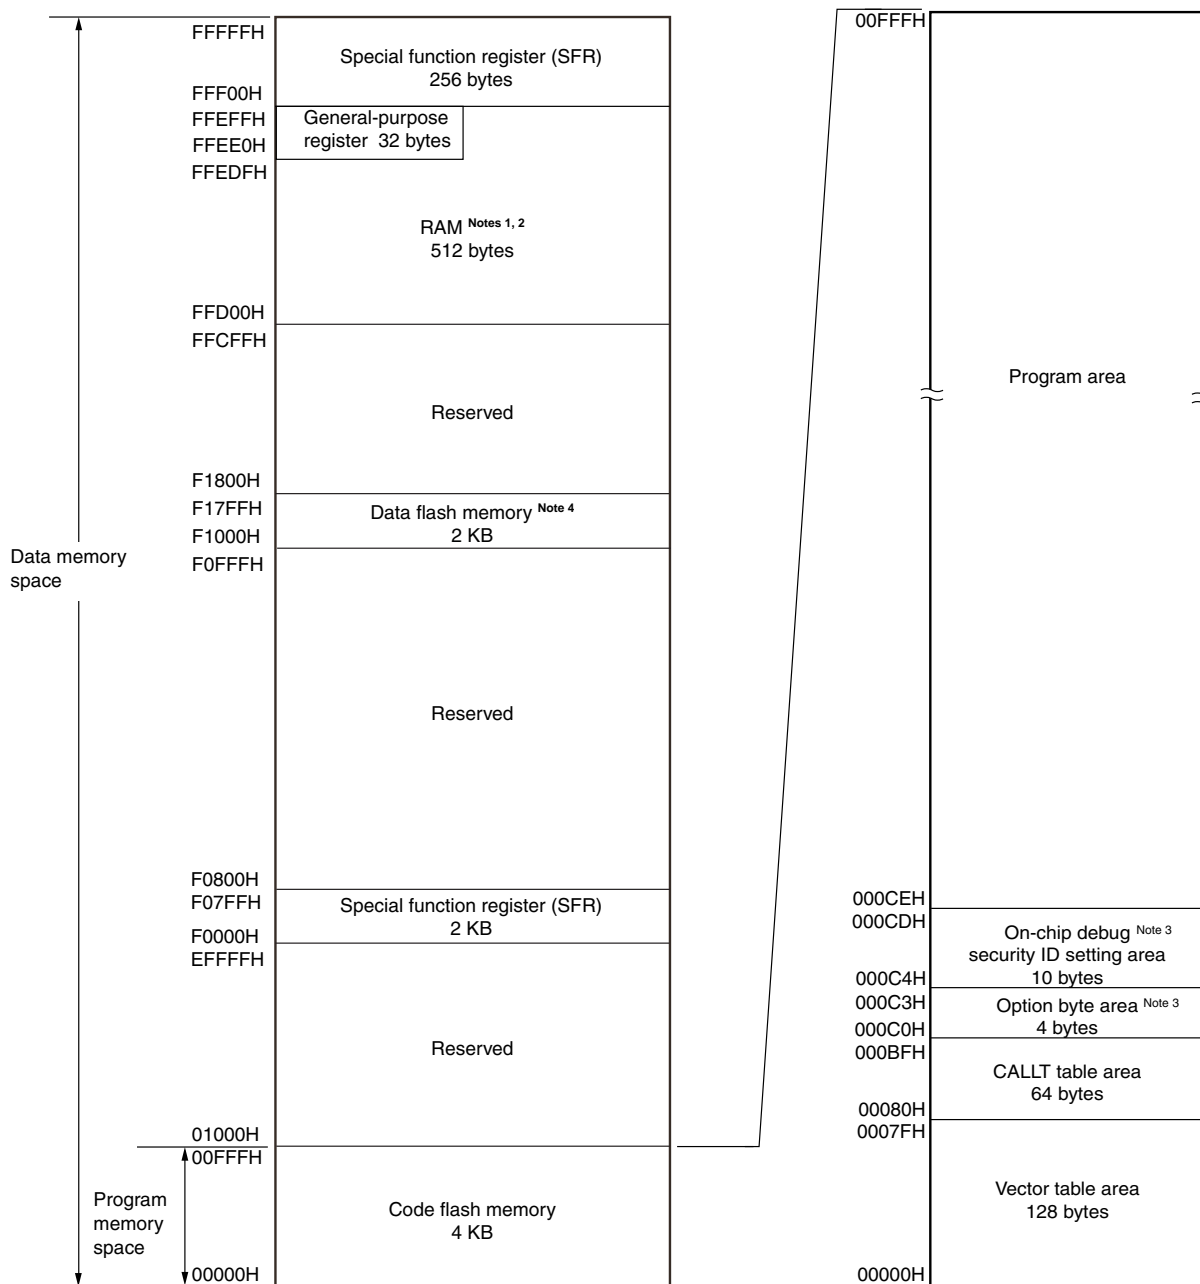 FFFFFH
Special function register (SFR)
256 bytes
FFF00H
FFEFFH
General-purpose
register 32 bytes
FFEE0H
FFEDFH
RAM Notes 1, 2
512 bytes
FFD00H
FFCFFH
Reserved
F1800H
F17FFH
Data flash memory Note 4
2 KB
F1000H
F0FFFH
Data memory
space
Reserved
F0800H
F07FFH
Special function register (SFR)
2 KB
F0000H
EFFFFH
Reserved
01000H
00FFFH
Program
memory
space
Code flash memory
4 KB
00000H
00FFFH
Program area
000CEH
000CDH
On-chip debug Note 3
security ID setting area
10 bytes
000C4H
000C3H
Option byte area Note 3
4 bytes
000C0H
000BFH
CALLT table area
64 bytes
00080H
0007FH
Vector table area
128 bytes
00000H